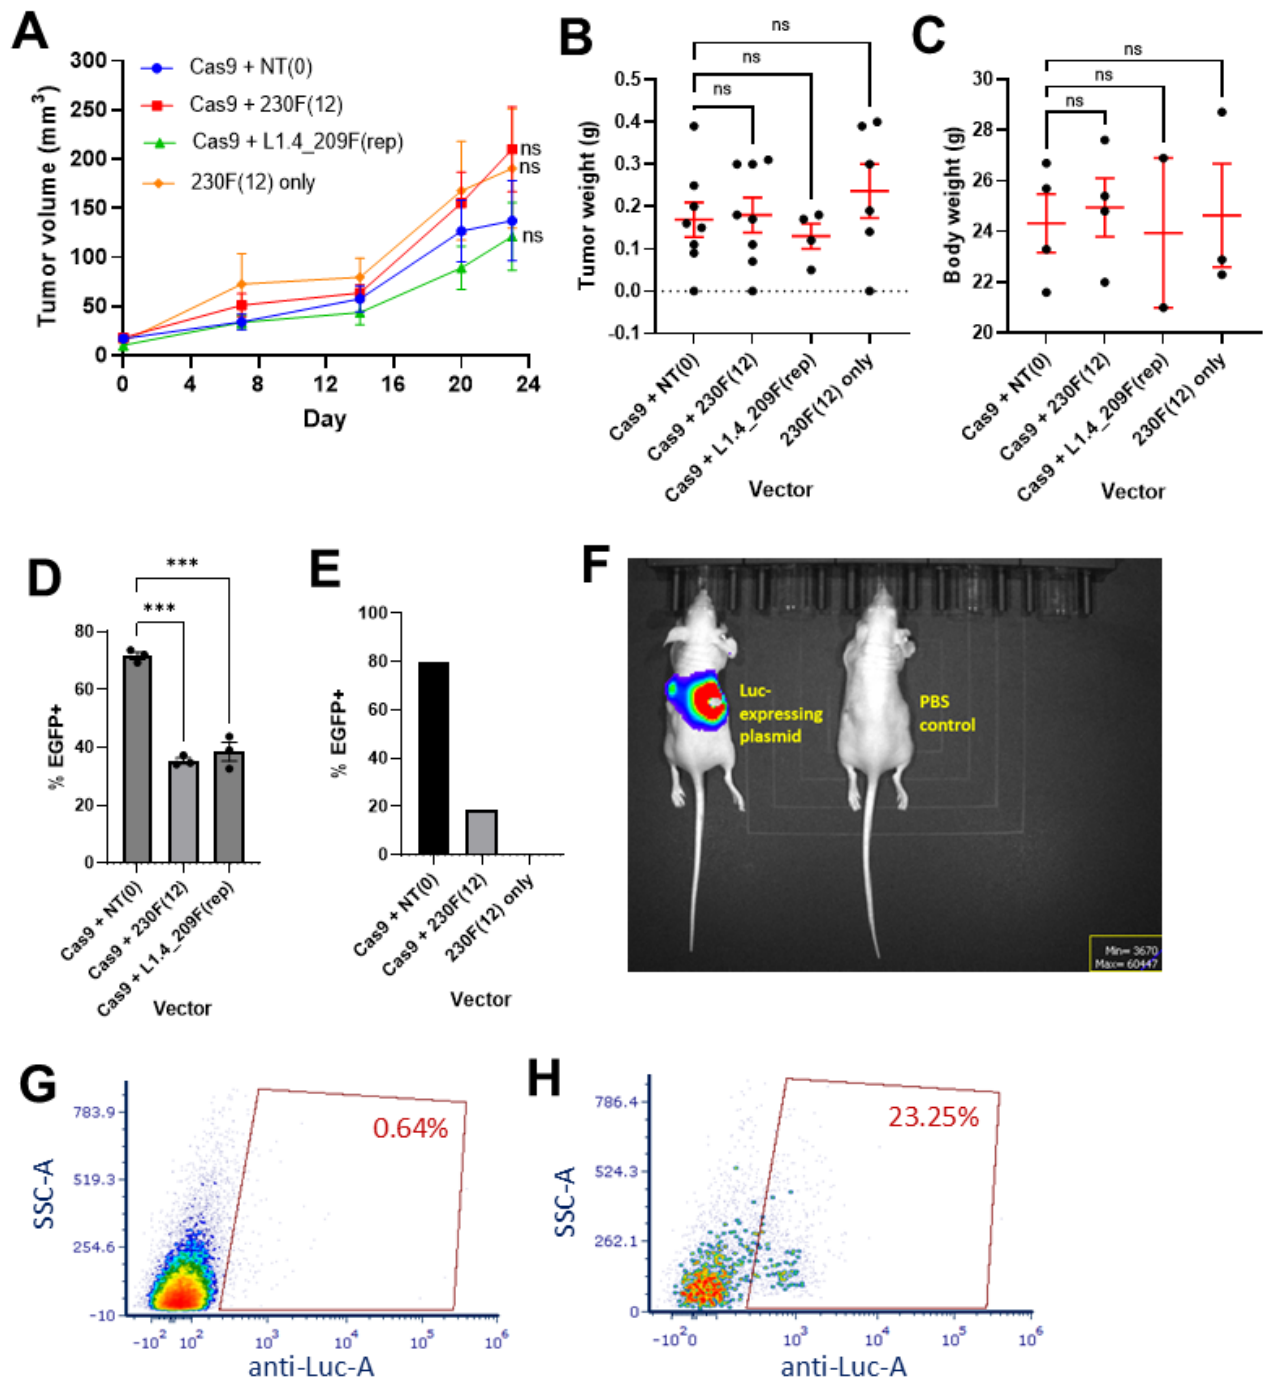 A
300
250
200
150
100
50
0
Tumor volume (mm³)
Cas9 + NT(0)
Cas9 + 230F(12)
Cas9 + L1.4_209F(rep)
230F(12) only
ns
ns
ns
0 4 8 12 16 20 24
Day
B
ns
ns
ns
0.5
0.4
0.3
0.2
0.1
0.0
-0.1
Tumor weight (g)
Cas9 + NT(0)
Cas9 + 230F(12)
Cas9 + L1.4_209F(rep)
230F(12) only
Vector
C
ns
ns
ns
30
28
26
24
22
20
Body weight (g)
Cas9 + NT(0)
Cas9 + 230F(12)
Cas9 + L1.4_209F(rep)
230F(12) only
Vector
D
***
***
80
60
40
20
0
% EGFP+
Cas9 + NT(0)
Cas9 + 230F(12)
Cas9 + L1.4_209F(rep)
Vector
E
100
80
60
40
20
0
% EGFP+
Cas9 + NT(0)
Cas9 + 230F(12)
230F(12) only
Vector
F
Luc-
expressing
plasmid
PBS
control
Min= 3670
Max= 60447
G
0.64%
783.9
519.3
254.6
-10
SSC-A
-10² 10² 10³ 10⁴ 10⁵ 10⁶
anti-Luc-A
H
23.25%
786.4
524.3
262.1
0
SSC-A
-10² 0 10³ 10⁴ 10⁵ 10⁶
anti-Luc-A